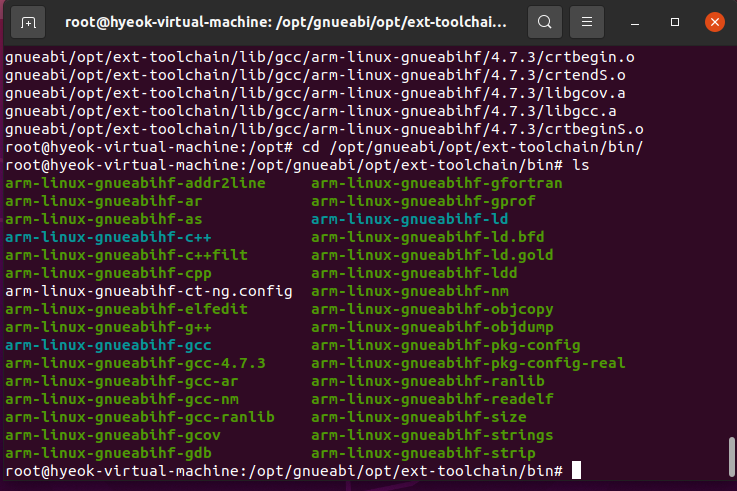 root@hyeok-virtual-machine: /opt/gnueabi/opt/ext-toolchai...
gnueabi/opt/ext-toolchain/lib/gcc/arm-linux-gnueabihf/4.7.3/crtbegin.o
gnueabi/opt/ext-toolchain/lib/gcc/arm-linux-gnueabihf/4.7.3/crtendS.o
gnueabi/opt/ext-toolchain/lib/gcc/arm-linux-gnueabihf/4.7.3/libgcov.a
gnueabi/opt/ext-toolchain/lib/gcc/arm-linux-gnueabihf/4.7.3/libgcc.a
gnueabi/opt/ext-toolchain/lib/gcc/arm-linux-gnueabihf/4.7.3/crtbeginS.o
root@hyeok-virtual-machine:/opt# cd /opt/gnueabi/opt/ext-toolchain/bin/
root@hyeok-virtual-machine:/opt/gnueabi/opt/ext-toolchain/bin# ls
arm-linux-gnueabihf-addr2line     arm-linux-gnueabihf-gfortran
arm-linux-gnueabihf-ar            arm-linux-gnueabihf-gprof
arm-linux-gnueabihf-as            arm-linux-gnueabihf-ld
arm-linux-gnueabihf-c++           arm-linux-gnueabihf-ld.bfd
arm-linux-gnueabihf-c++filt       arm-linux-gnueabihf-ld.gold
arm-linux-gnueabihf-cpp           arm-linux-gnueabihf-ldd
arm-linux-gnueabihf-ct-ng.config  arm-linux-gnueabihf-nm
arm-linux-gnueabihf-elfedit       arm-linux-gnueabihf-objcopy
arm-linux-gnueabihf-g++           arm-linux-gnueabihf-objdump
arm-linux-gnueabihf-gcc           arm-linux-gnueabihf-pkg-config
arm-linux-gnueabihf-gcc-4.7.3     arm-linux-gnueabihf-pkg-config-real
arm-linux-gnueabihf-gcc-ar        arm-linux-gnueabihf-ranlib
arm-linux-gnueabihf-gcc-nm        arm-linux-gnueabihf-readelf
arm-linux-gnueabihf-gcc-ranlib    arm-linux-gnueabihf-size
arm-linux-gnueabihf-gcov          arm-linux-gnueabihf-strings
arm-linux-gnueabihf-gdb           arm-linux-gnueabihf-strip
root@hyeok-virtual-machine:/opt/gnueabi/opt/ext-toolchain/bin#